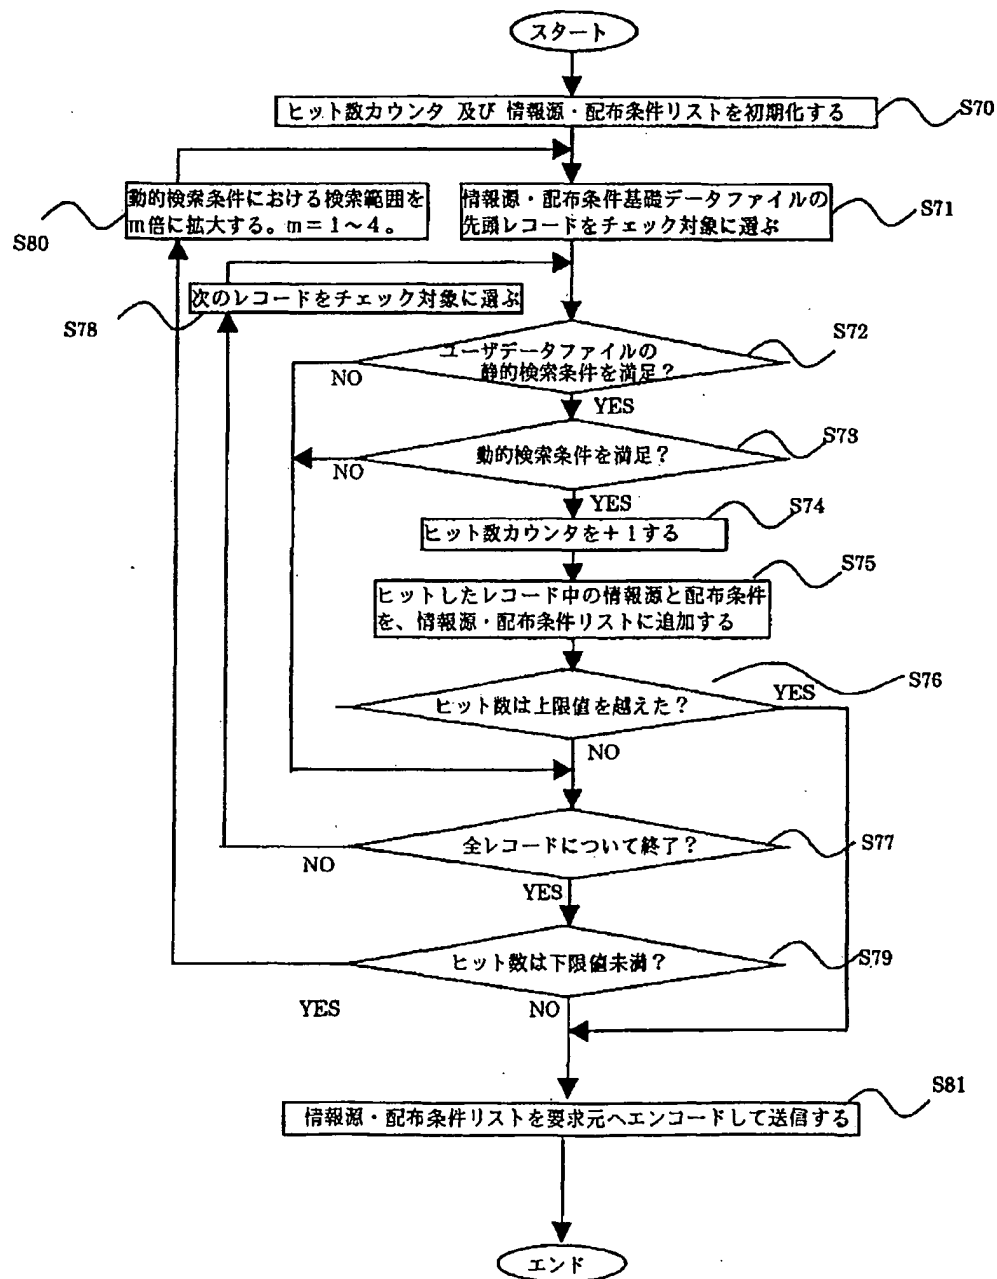 スタート
ヒット数カウンタ 及び 情報源・配布条件リストを初期化する
S70
動的検索条件における検索範囲を
m倍に拡大する。m=1~4。
S80
情報源・配布条件基礎データファイルの
先頭レコードをチェック対象に選ぶ
S71
次のレコードをチェック対象に選ぶ
S78
ユーザデータファイルの
静的検索条件を満足?
S72
NO
YES
動的検索条件を満足?
S73
NO
YES
ヒット数カウンタを+1する
S74
ヒットしたレコード中の情報源と配布条件
を、情報源・配布条件リストに追加する
S75
ヒット数は上限値を越えた?
S76
YES
NO
全レコードについて終了?
S77
NO
YES
ヒット数は下限値未満?
S79
YES
NO
情報源・配布条件リストを要求元へエンコードして送信する
S81
エンド